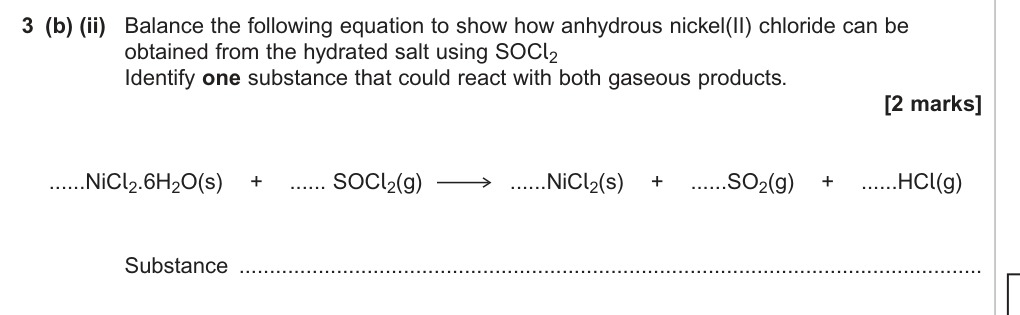 3 (b) (ii) Balance the following equation to show how anhydrous nickel(II) chloride can be
obtained from the hydrated salt using SOCl₂
Identify one substance that could react with both gaseous products.
[2 marks]
......NiCl₂.6H₂O(s) + ...... SOCl₂(g) ⟶ ......NiCl₂(s) + ......SO₂(g) + ......HCl(g)
Substance ..............................................................................................................................